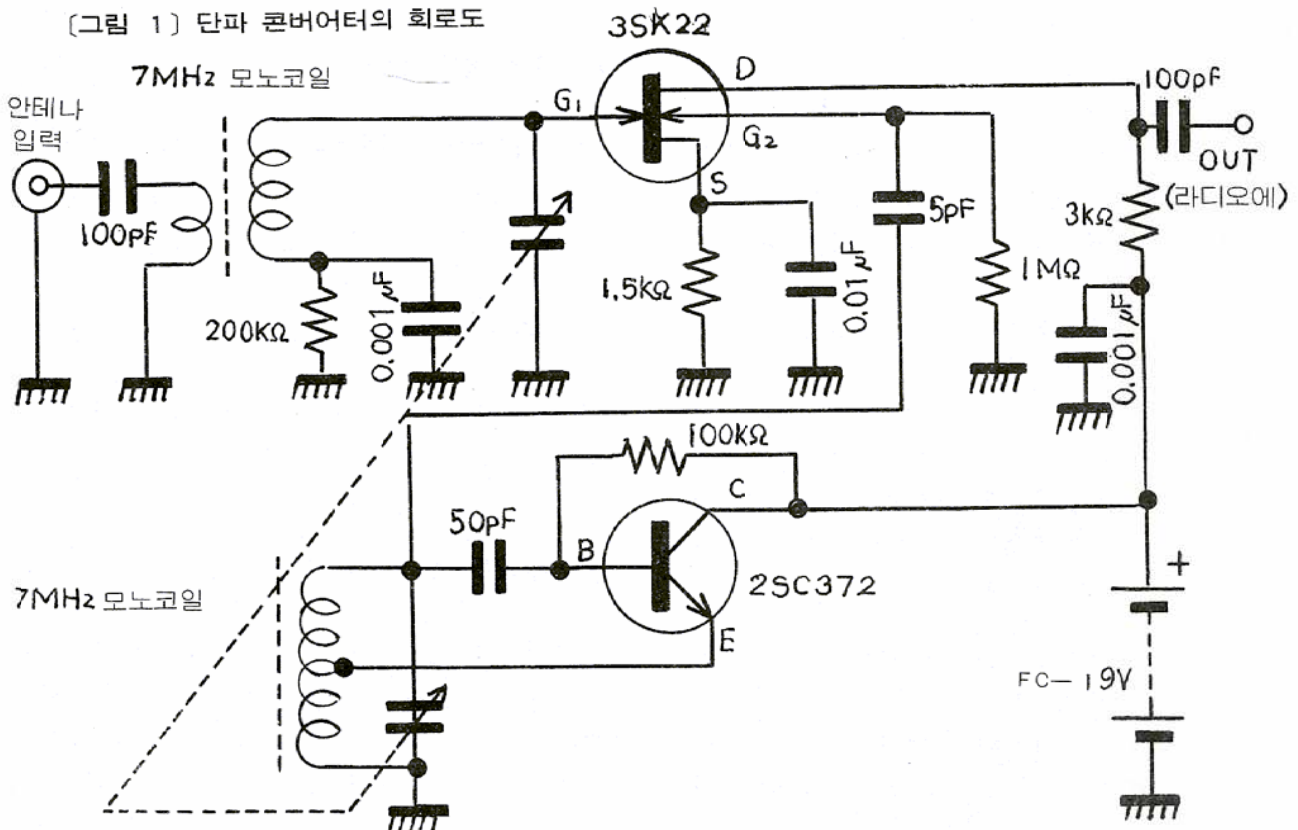 〔그림 1〕 단파 콘버어터의 회로도
3SK22
7MHz 모노코일
안테나
입력
100pF
200KΩ
0.001μF
G1
D
G2
S
1.5kΩ
0.01μF
5pF
1MΩ
100pF
OUT
(라디오에)
3kΩ
0.001μF
100kΩ
50pF
B
C
E
2SC372
7MHz 모노코일
+
FC-19V